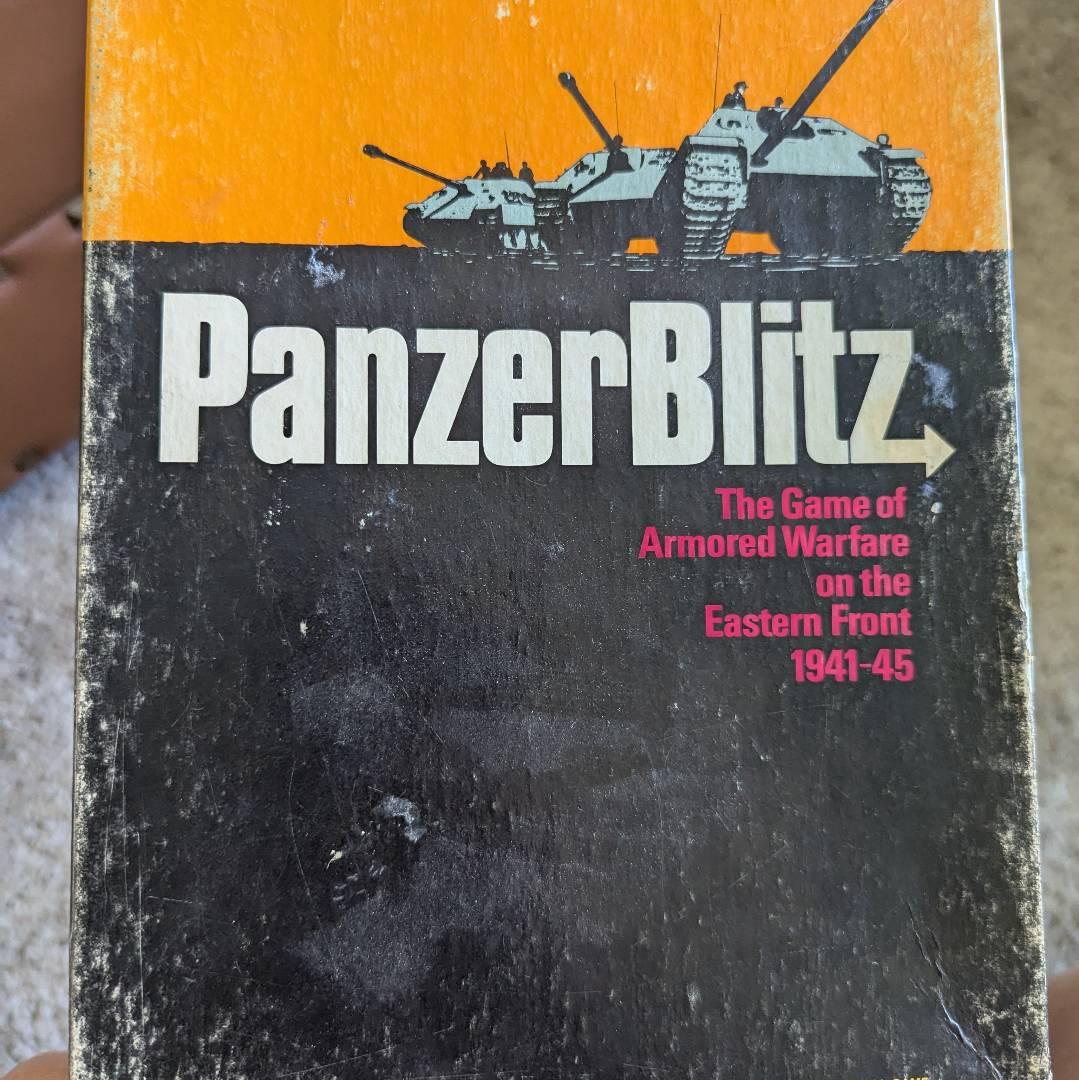 PanzerBlitz
The Game of
Armored Warfare
on the
Eastern Front
1941-45